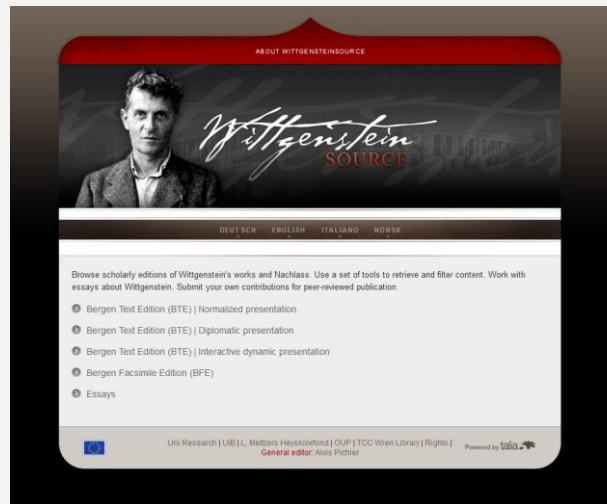 ABOUT WITTGENSTEINSOURCE
Wittgenstein
SOURCE
DEUTSCH ENGLISH ITALIANO NORSK
Browse scholarly editions of Wittgenstein's works and Nachlass. Use a set of tools to retrieve and filter content. Work with
essays about Wittgenstein. Submit your own contributions for peer-reviewed publication.
Bergen Text Edition (BTE) | Normalized presentation
Bergen Text Edition (BTE) | Diplomatic presentation
Bergen Text Edition (BTE) | Interactive dynamic presentation
Bergen Facsimile Edition (BFE)
Essays
Uni Research | UiB | L. Meltzers Høyskolefond | OUP | TCC Wren Library | Rights |
General editor: Alois Pichler
Powered by talia